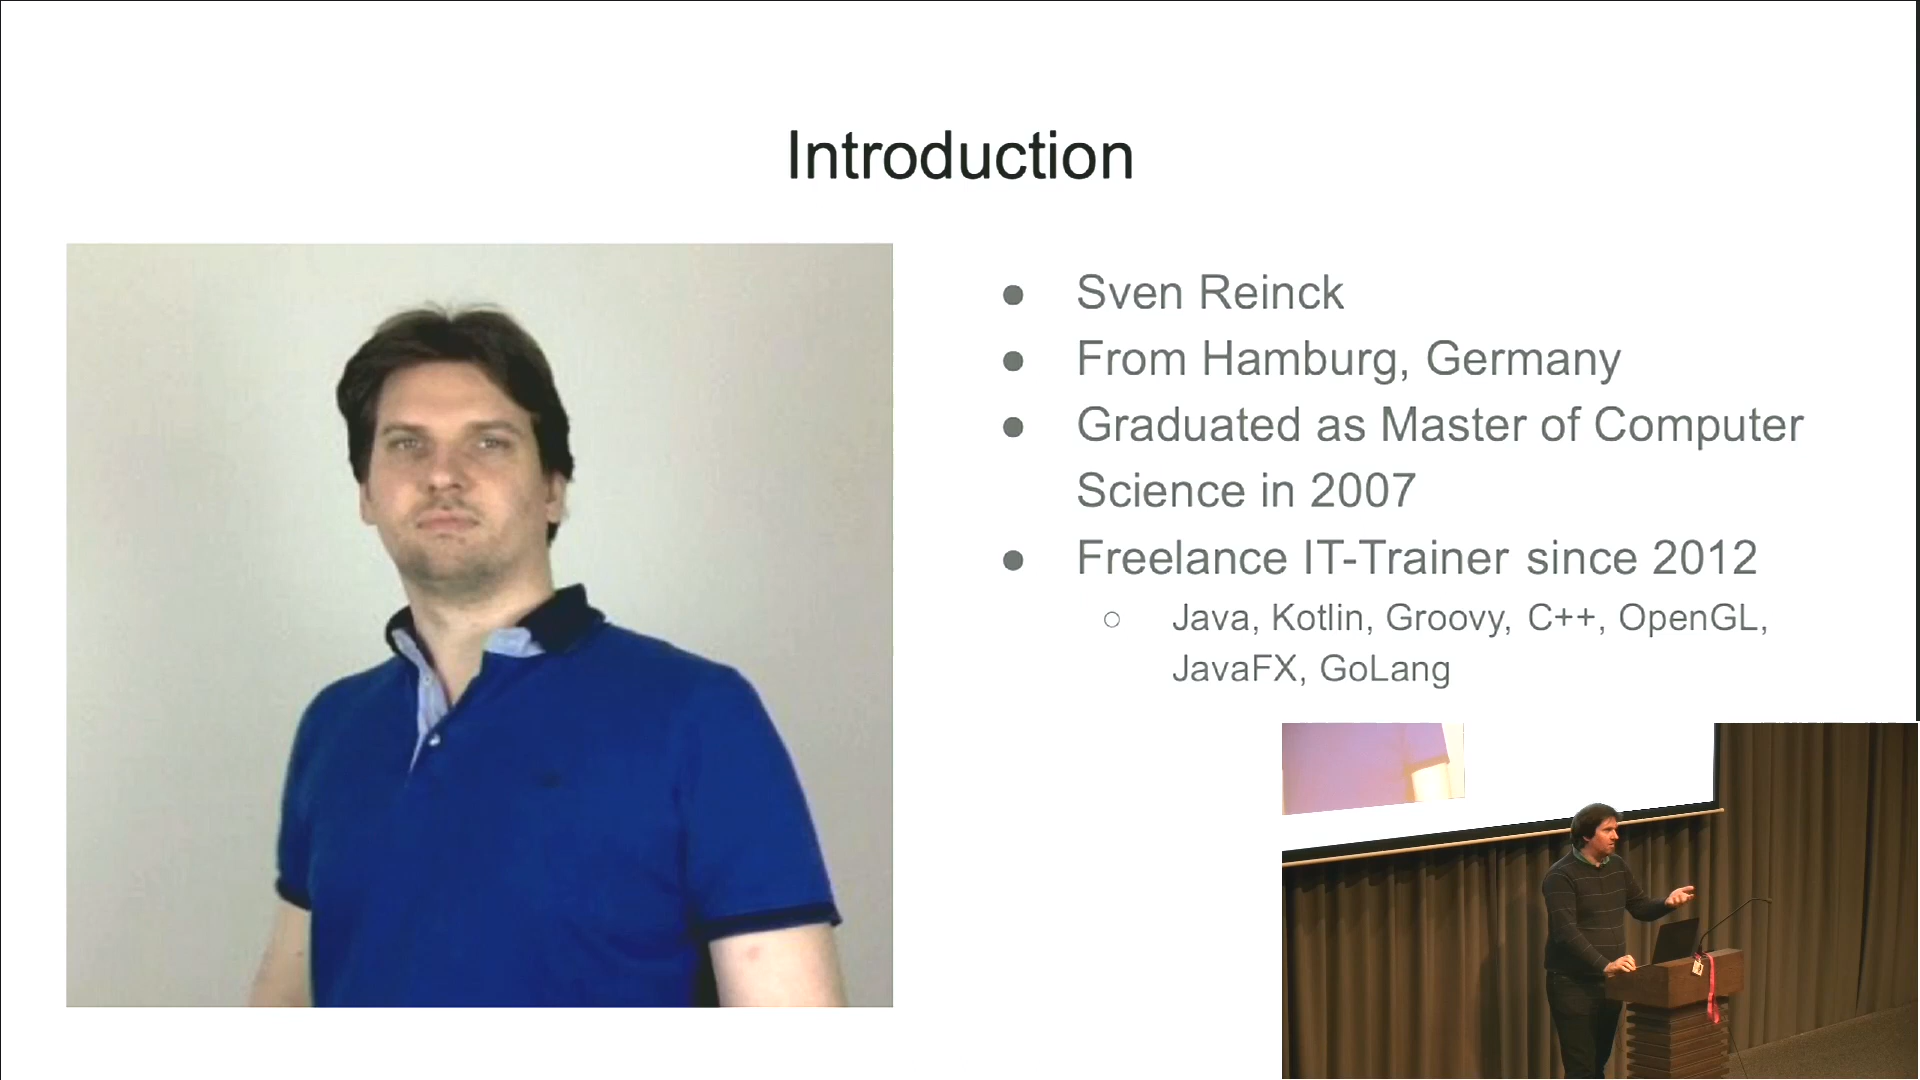 Introduction
● Sven Reinck
● From Hamburg, Germany
● Graduated as Master of Computer
Science in 2007
● Freelance IT-Trainer since 2012
○ Java, Kotlin, Groovy, C++, OpenGL,
JavaFX, GoLang